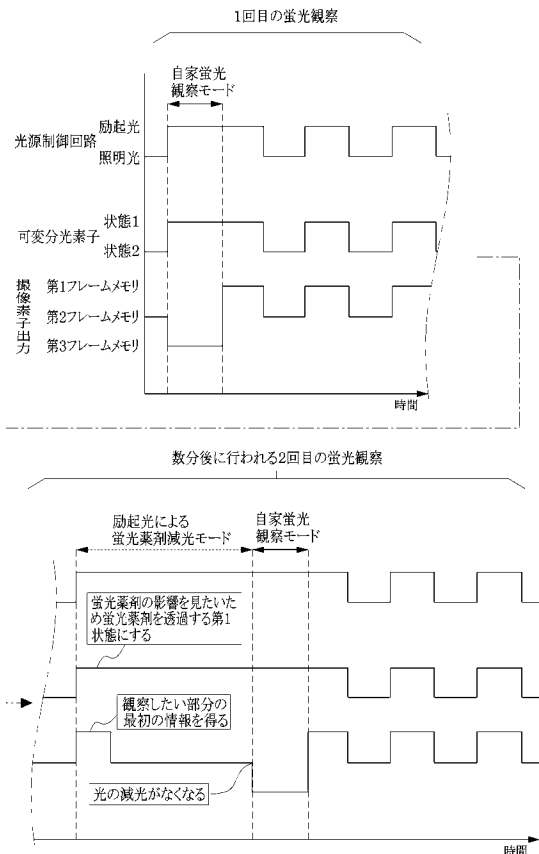 1回目の蛍光観察
自家蛍光
観察モード
光源制御回路
励起光
照明光
可変分光素子
状態1
状態2
撮像素子出力
第1フレームメモリ
第2フレームメモリ
第3フレームメモリ
時間
数分後に行われる2回目の蛍光観察
励起光による
蛍光薬剤減光モード
自家蛍光
観察モード
蛍光薬剤の影響を見たいた
め蛍光薬剤を透過する第1
状態にする
観察したい部分の
最初の情報を得る
光の減光がなくなる
時間